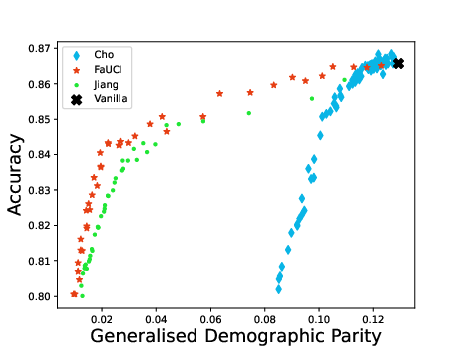 0.87
0.86
0.85
0.84
0.83
0.82
0.81
0.80
Accuracy
Cho
FaUCI
Jiang
Vanilla
0.02 0.04 0.06 0.08 0.10 0.12
Generalised Demographic Parity